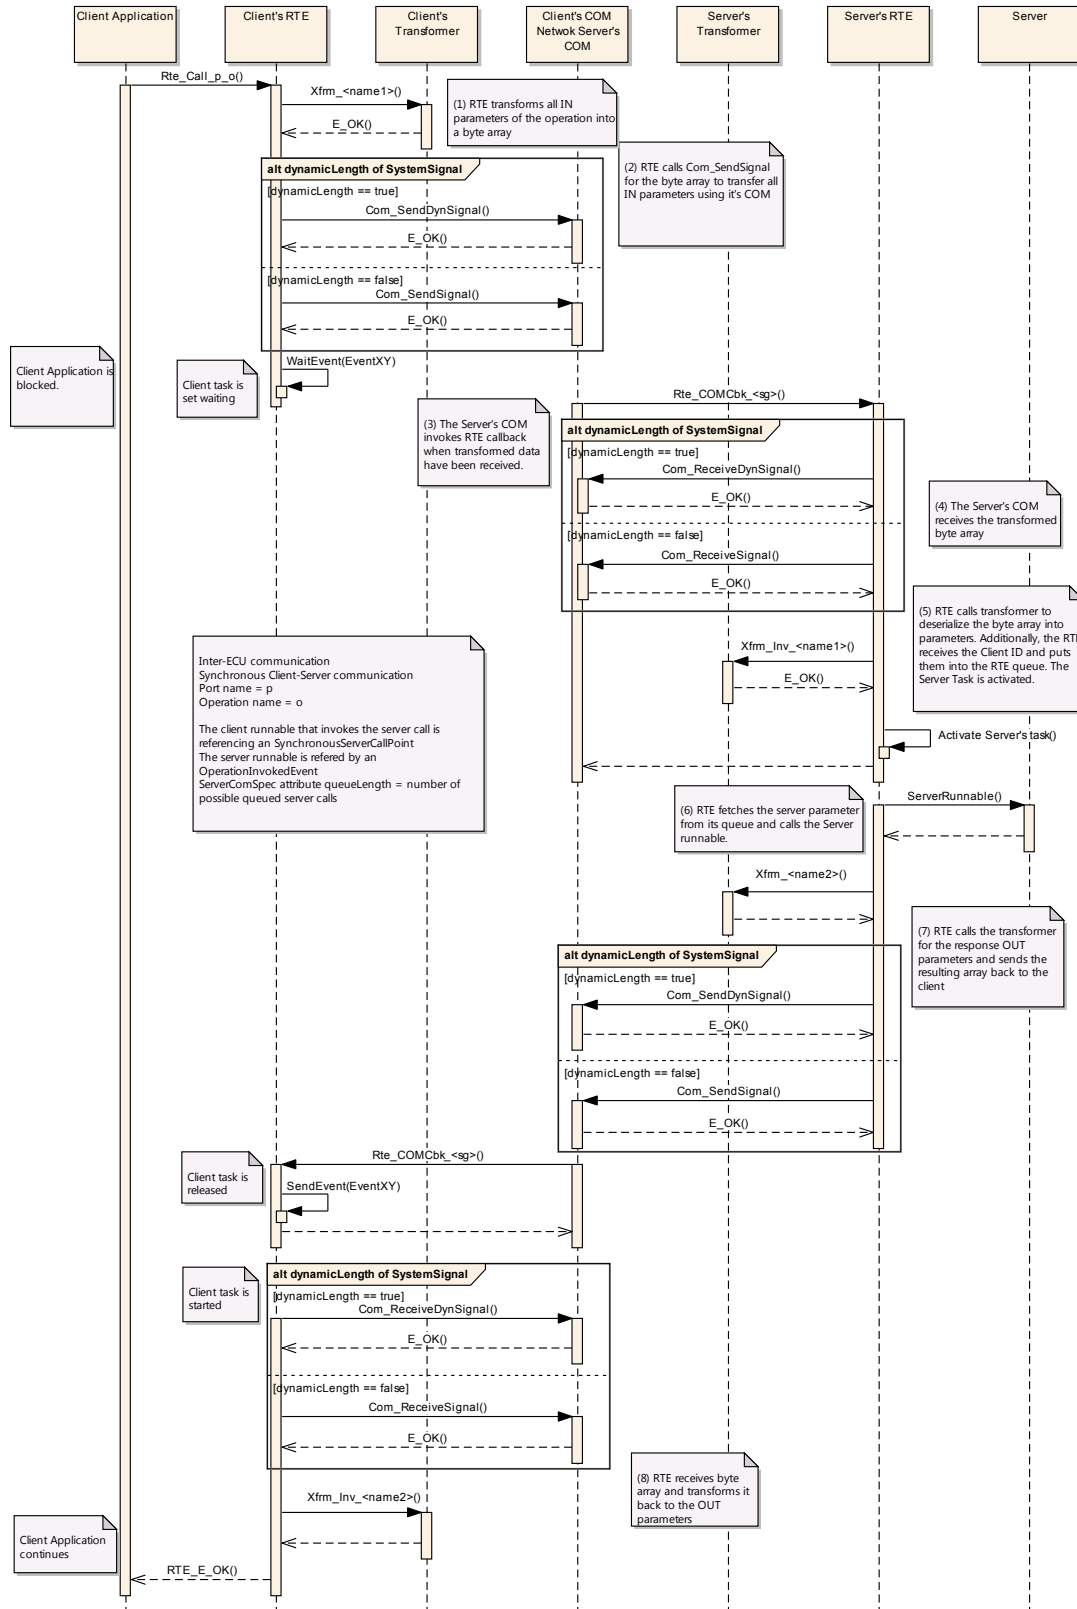 Client Application
Client's RTE
Client's
Transformer
Client's COM
Netwok Server's
COM
Server's
Transformer
Server's RTE
Server
Rte_Call_p_o()
Xfrm_<name1>()
E_OK()
(1) RTE transforms all IN
parameters of the operation into
a byte array
(2) RTE calls Com_SendSignal
for the byte array to transfer all
IN parameters using it's COM
alt dynamicLength of SystemSignal
[dynamicLength == true]
Com_SendDynSignal()
E_OK()
[dynamicLength == false]
Com_SendSignal()
E_OK()
Client Application is
blocked.
Client task is
set waiting
WaitEvent(EventXY)
Rte_COMCbk_<sg>()
(3) The Server's COM
invokes RTE callback
when transformed data
have been received.
alt dynamicLength of SystemSignal
[dynamicLength == true]
Com_ReceiveDynSignal()
E_OK()
[dynamicLength == false]
Com_ReceiveSignal()
E_OK()
(4) The Server's COM
receives the transformed
byte array
(5) RTE calls transformer to
deserialize the byte array into
parameters. Additionally, the RTE
receives the Client ID and puts
them into the RTE queue. The
Server Task is activated.
Inter-ECU communication
Synchronous Client-Server communication
Port name = p
Operation name = o
The client runnable that invokes the server call is
referencing an SynchronousServerCallPoint
The server runnable is refered by an
OperationInvokedEvent
ServerComSpec attribute queueLength = number of
possible queued server calls
Xfrm_Inv_<name1>()
E_OK()
Activate Server's task()
(6) RTE fetches the server parameter
from its queue and calls the Server
runnable.
ServerRunnable()
Xfrm_<name2>()
(7) RTE calls the transformer
for the response OUT
parameters and sends the
resulting array back to the
client
alt dynamicLength of SystemSignal
[dynamicLength == true]
Com_SendDynSignal()
E_OK()
[dynamicLength == false]
Com_SendSignal()
E_OK()
Client task is
released
Rte_COMCbk_<sg>()
SendEvent(EventXY)
Client task is
started
alt dynamicLength of SystemSignal
[dynamicLength == true]
Com_ReceiveDynSignal()
E_OK()
[dynamicLength == false]
Com_ReceiveSignal()
E_OK()
(8) RTE receives byte
array and transforms it
back to the OUT
parameters
Xfrm_Inv_<name2>()
Client Application
continues
RTE_E_OK()